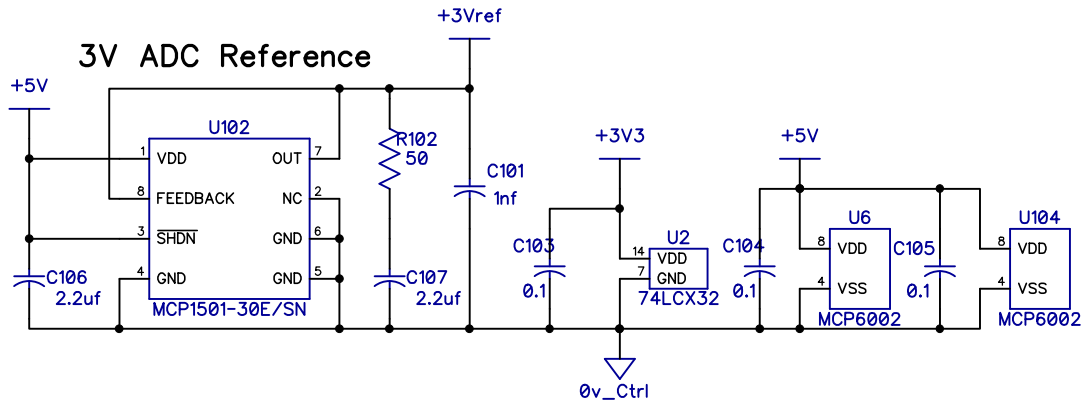 +3Vref
3V ADC Reference
+5V
U102
1 VDD OUT 7
8 FEEDBACK NC 2
3 SHDN GND 6
4 GND GND 5
MCP1501-30E/SN
C106
2.2uf
R102
50
C107
2.2uf
C101
1nf
+3V3
C103
0.1
U2
14 VDD
7 GND
74LCX32
0v_Ctrl
+5V
C104
0.1
U6
8 VDD
4 VSS
MCP6002
C105
0.1
U104
8 VDD
4 VSS
MCP6002